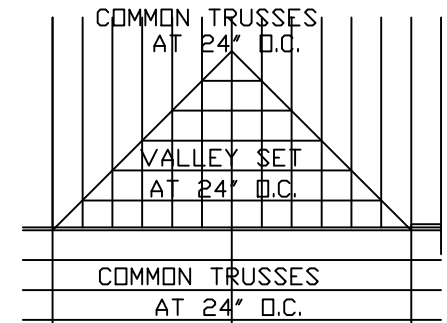 COMMON TRUSSES
AT 24" O.C.
VALLEY SET
AT 24" O.C.
COMMON TRUSSES
AT 24" O.C.